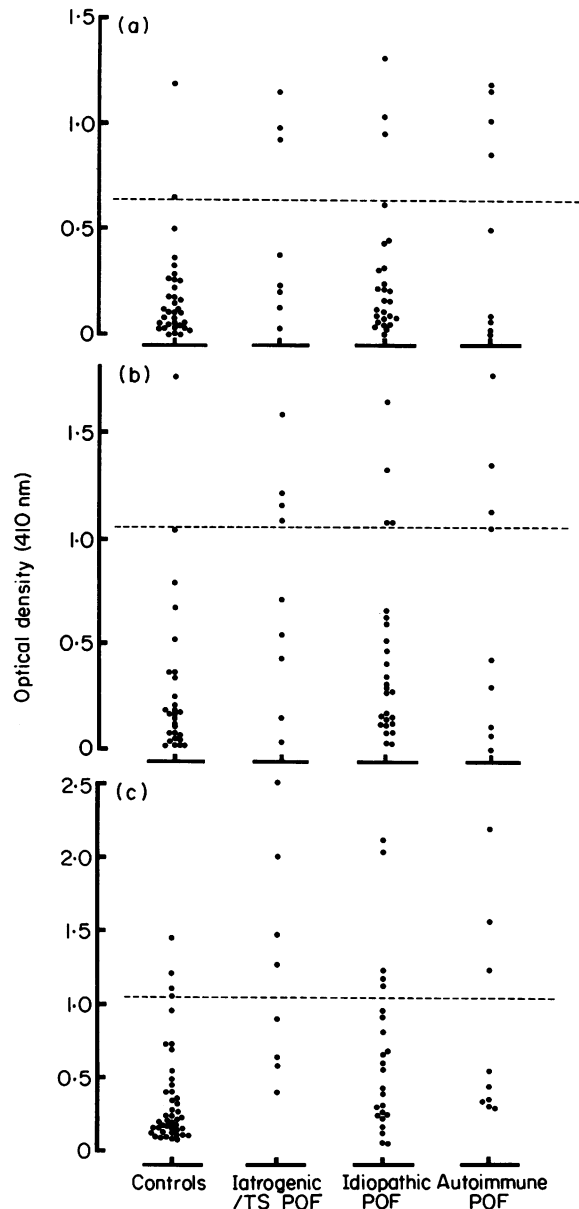 (a)
1·5
1·0
0·5
0
(b)
1·5
1·0
0·5
0
Optical density (410 nm)
(c)
2·5
2·0
1·5
1·0
0·5
0
Controls Iatrogenic /TS POF Idiopathic POF Autoimmune POF